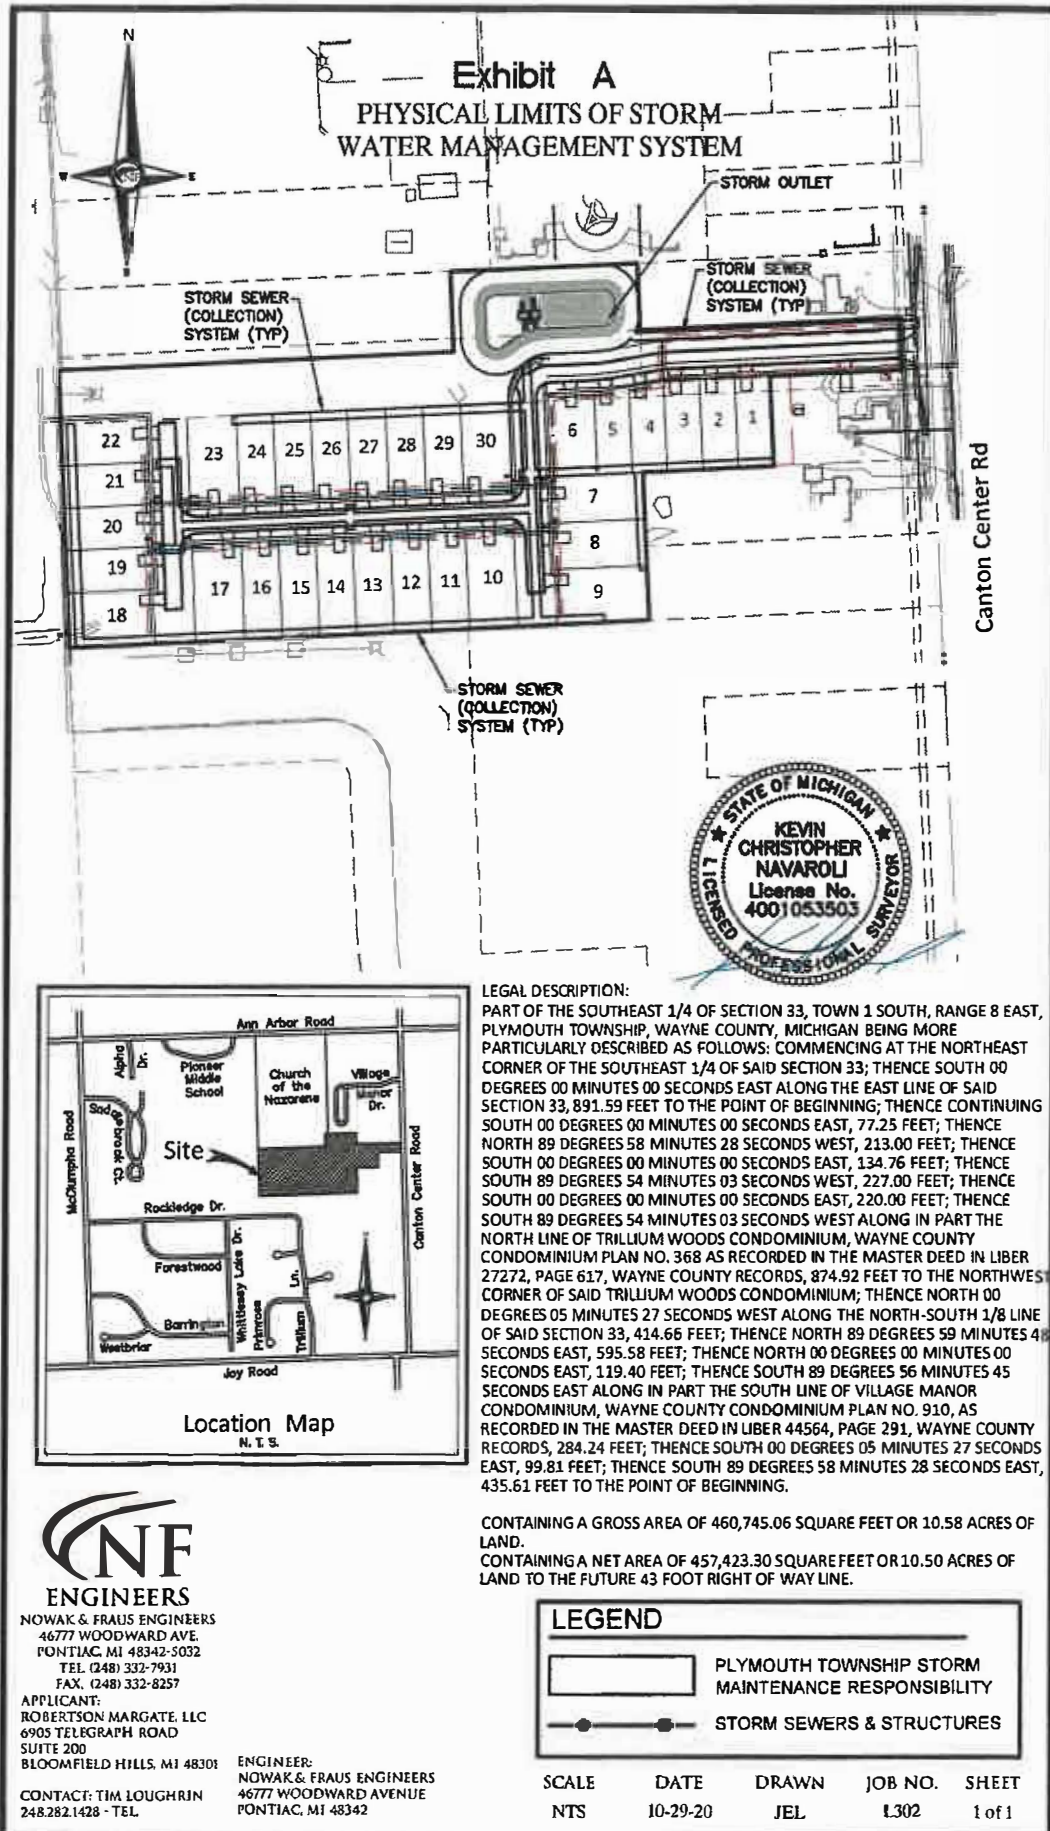 N
Exhibit A
PHYSICAL LIMITS OF STORM
WATER MANAGEMENT SYSTEM
NF
W
E
STORM OUTLET
STORM SEWER
(COLLECTION)
SYSTEM (TYP)
STORM SEWER
(COLLECTION)
SYSTEM (TYP)
22
21
20
19
18
23
24
25
26
27
28
29
30
6
5
4
3
2
1
7
8
9
17
16
15
14
13
12
11
10
Canton Center Rd
STORM SEWER
(COLLECTION)
SYSTEM (TYP)
STATE OF MICHIGAN
KEVIN
CHRISTOPHER
NAVAROLI
License No.
4001053503
LICENSED PROFESSIONAL SURVEYOR
Ann Arbor Road
Alpha
Dr.
Pioneer
Middle
School
Church
of the
Nazarene
Village
Manor
Dr.
McClumpha Road
Site
Canton Center Road
Rockledge Dr.
Forestwood
Whittlesey Lake Dr.
Barrington
Westbriar
Primrose
Ln.
Trillium
Joy Road
Location Map
N.T.S.
LEGAL DESCRIPTION:
PART OF THE SOUTHEAST 1/4 OF SECTION 33, TOWN 1 SOUTH, RANGE 8 EAST,
PLYMOUTH TOWNSHIP, WAYNE COUNTY, MICHIGAN BEING MORE
PARTICULARLY DESCRIBED AS FOLLOWS: COMMENCING AT THE NORTHEAST
CORNER OF THE SOUTHEAST 1/4 OF SAID SECTION 33; THENCE SOUTH 00
DEGREES 00 MINUTES 00 SECONDS EAST ALONG THE EAST LINE OF SAID
SECTION 33, 891.59 FEET TO THE POINT OF BEGINNING; THENCE CONTINUING
SOUTH 00 DEGREES 00 MINUTES 00 SECONDS EAST, 77.25 FEET; THENCE
NORTH 89 DEGREES 58 MINUTES 28 SECONDS WEST, 213.00 FEET; THENCE
SOUTH 00 DEGREES 00 MINUTES 00 SECONDS EAST, 134.76 FEET; THENCE
SOUTH 89 DEGREES 54 MINUTES 03 SECONDS WEST, 227.00 FEET; THENCE
SOUTH 00 DEGREES 00 MINUTES 00 SECONDS EAST, 220.00 FEET; THENCE
SOUTH 89 DEGREES 54 MINUTES 03 SECONDS WEST ALONG IN PART THE
NORTH LINE OF TRILLIUM WOODS CONDOMINIUM, WAYNE COUNTY
CONDOMINIUM PLAN NO. 368 AS RECORDED IN THE MASTER DEED IN LIBER
27272, PAGE 617, WAYNE COUNTY RECORDS, 874.92 FEET TO THE NORTHWEST
CORNER OF SAID TRILLIUM WOODS CONDOMINIUM; THENCE NORTH 00
DEGREES 05 MINUTES 27 SECONDS WEST ALONG THE NORTH-SOUTH 1/8 LINE
OF SAID SECTION 33, 414.66 FEET; THENCE NORTH 89 DEGREES 59 MINUTES 48
SECONDS EAST, 595.58 FEET; THENCE NORTH 00 DEGREES 00 MINUTES 00
SECONDS EAST, 119.40 FEET; THENCE SOUTH 89 DEGREES 56 MINUTES 45
SECONDS EAST ALONG IN PART THE SOUTH LINE OF VILLAGE MANOR
CONDOMINIUM, WAYNE COUNTY CONDOMINIUM PLAN NO. 910, AS
RECORDED IN THE MASTER DEED IN LIBER 44564, PAGE 291, WAYNE COUNTY
RECORDS, 284.24 FEET; THENCE SOUTH 00 DEGREES 05 MINUTES 27 SECONDS
EAST, 99.81 FEET; THENCE SOUTH 89 DEGREES 58 MINUTES 28 SECONDS EAST,
435.61 FEET TO THE POINT OF BEGINNING.
CONTAINING A GROSS AREA OF 460,745.06 SQUARE FEET OR 10.58 ACRES OF
LAND.
CONTAINING A NET AREA OF 457,423.30 SQUARE FEET OR 10.50 ACRES OF
LAND TO THE FUTURE 43 FOOT RIGHT OF WAY LINE.
NF
ENGINEERS
NOWAK & FRAUS ENGINEERS
46777 WOODWARD AVE.
PONTIAC, MI 48342-5032
TEL. (248) 332-7931
FAX. (248) 332-8257
APPLICANT:
ROBERTSON MARGATE, LLC
6905 TELEGRAPH ROAD
SUITE 200
BLOOMFIELD HILLS, MI 48301
CONTACT: TIM LOUGHRIN
248.282.1428 - TEL.
ENGINEER:
NOWAK & FRAUS ENGINEERS
46777 WOODWARD AVENUE
PONTIAC, MI 48342
LEGEND
PLYMOUTH TOWNSHIP STORM
MAINTENANCE RESPONSIBILITY
STORM SEWERS & STRUCTURES
SCALE DATE DRAWN JOB NO. SHEET
NTS 10-29-20 JEL L302 1 of 1